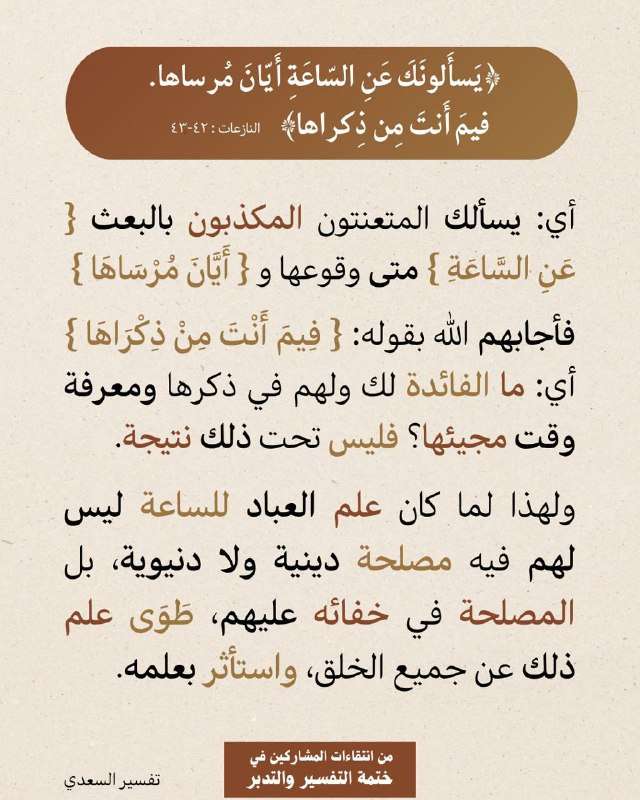 ﴿يَسأَلونَكَ عَنِ السّاعَةِ أَيّانَ مُرساها.
فيمَ أَنتَ مِن ذِكراها﴾ النازعات : ٤٢-٤٣
أي: يسألك المتعنتون المكذبون بالبعث {
عَنِ السَّاعَةِ } متى وقوعها و { أَيَّانَ مُرْسَاهَا }
فأجابهم الله بقوله: { فِيمَ أَنْتَ مِنْ ذِكْرَاهَا }
أي: ما الفائدة لك ولهم في ذكرها ومعرفة
وقت مجيئها؟ فليس تحت ذلك نتيجة.
ولهذا لما كان علم العباد للساعة ليس
لهم فيه مصلحة دينية ولا دنيوية، بل
المصلحة في خفائه عليهم، طَوَى علم
ذلك عن جميع الخلق، واستأثر بعلمه.
من انتقاءات المشاركين في
ختمة التفسير والتدبر
تفسير السعدي